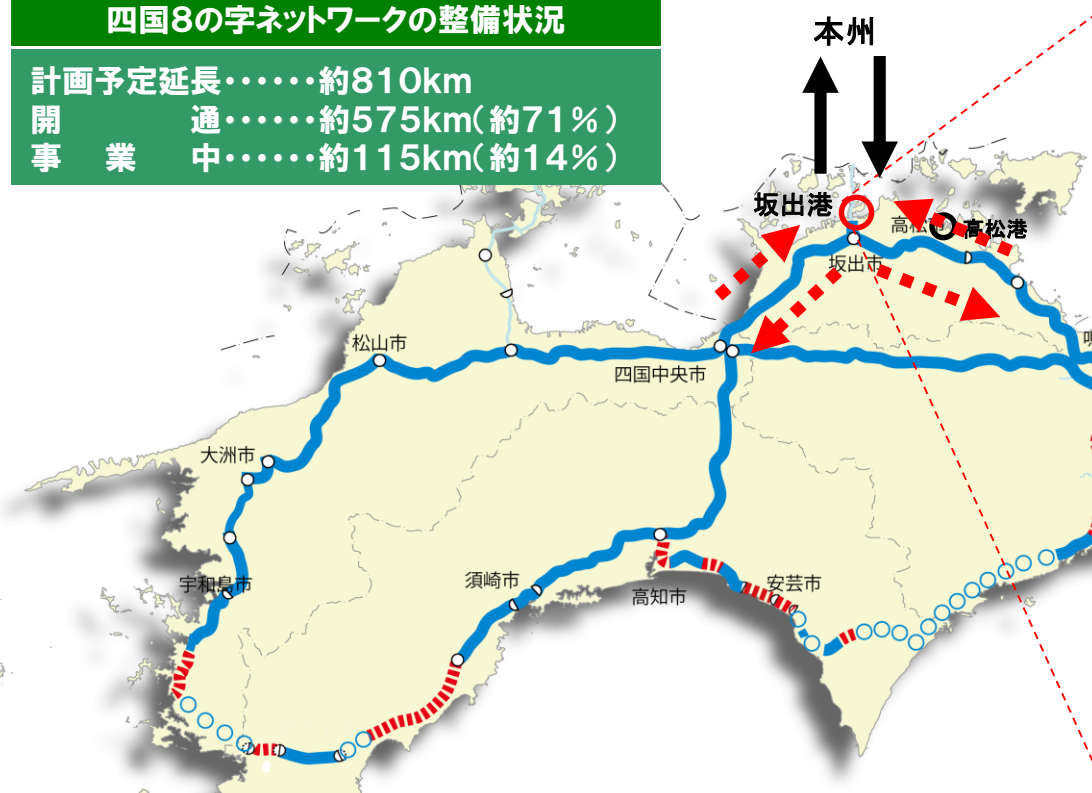 四国8の字ネットワークの整備状況
計画予定延長・・・・・・約810km
開　　　通・・・・・・約575km(約71%)
事　業　中・・・・・・約115km(約14%)
本州
坂出港
高松港
坂出市
松山市
四国中央市
大洲市
宇和島市
須崎市
高知市
安芸市